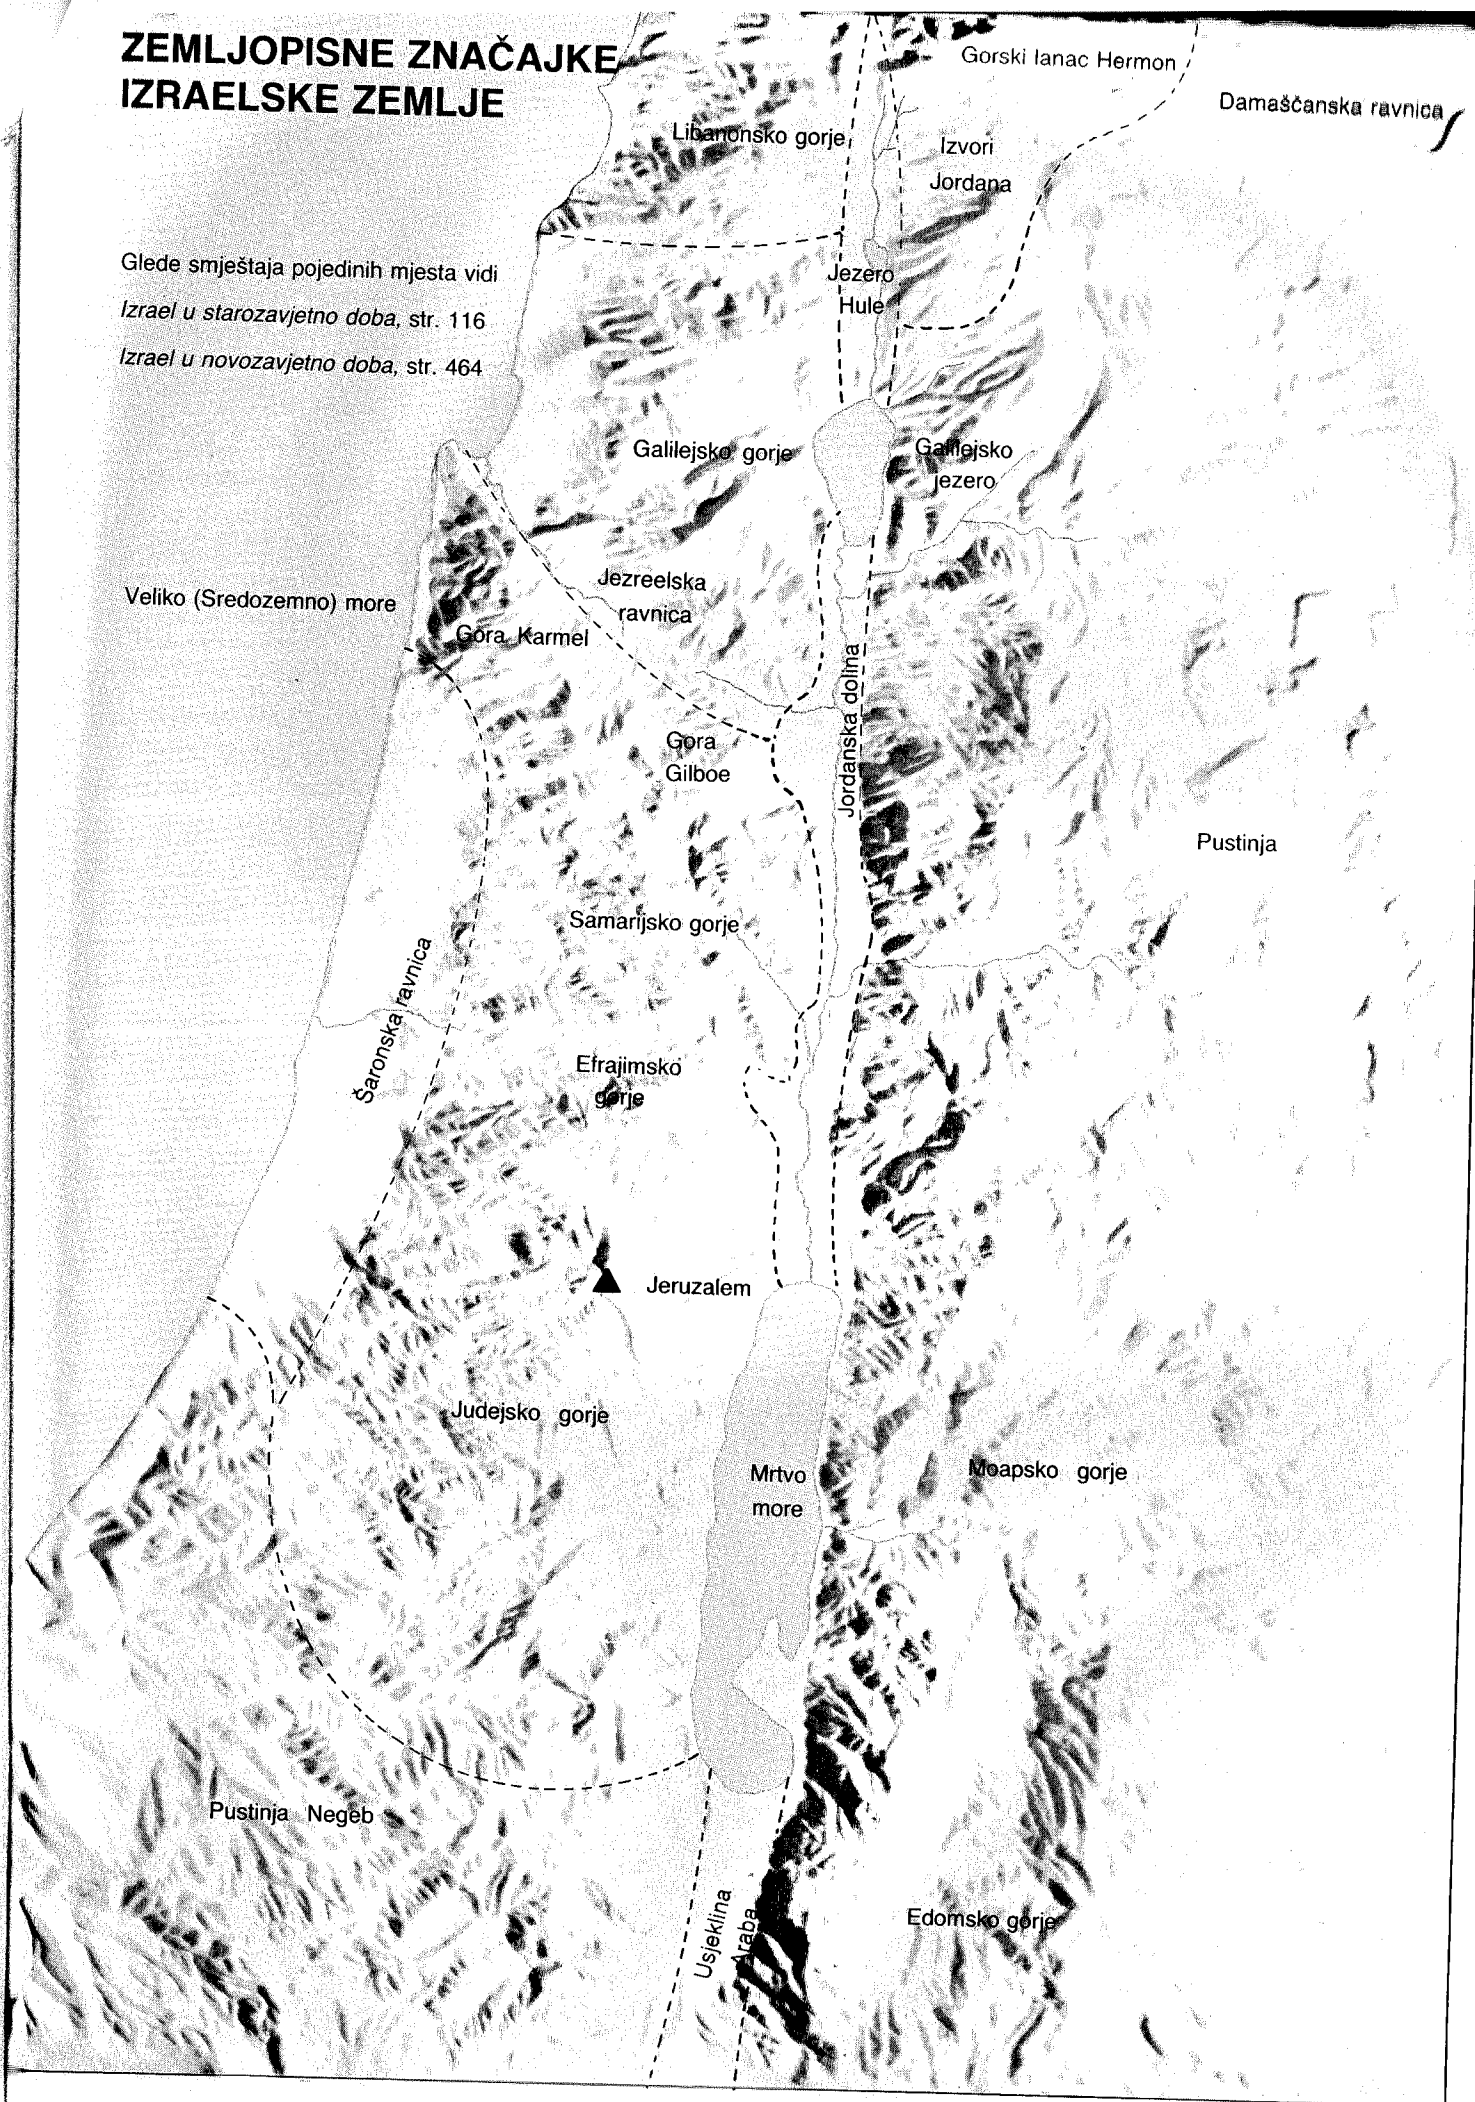 ZEMLJOPISNE ZNAČAJKE
IZRAELSKE ZEMLJE
Gorski lanac Hermon
Damaščanska ravnica
Libanonsko gorje
Izvori
Jordana
Glede smještaja pojedinih mjesta vidi
Izrael u starozavjetno doba, str. 116
Izrael u novozavjetno doba, str. 464
Jezero
Hule
Galilejsko gorje
Galilejsko
jezero
Jezreelska
ravnica
Veliko (Sredozemno) more
Gora Karmel
Jordanska dolina
Gora
Gilboe
Pustinja
Samarijsko gorje
Šaronska ravnica
Efrajimsko
gorje
Jeruzalem
Judejsko gorje
Mrtvo
more
Moapsko gorje
Pustinja Negeb
Usjeklina
Araba
Edomsko gorje